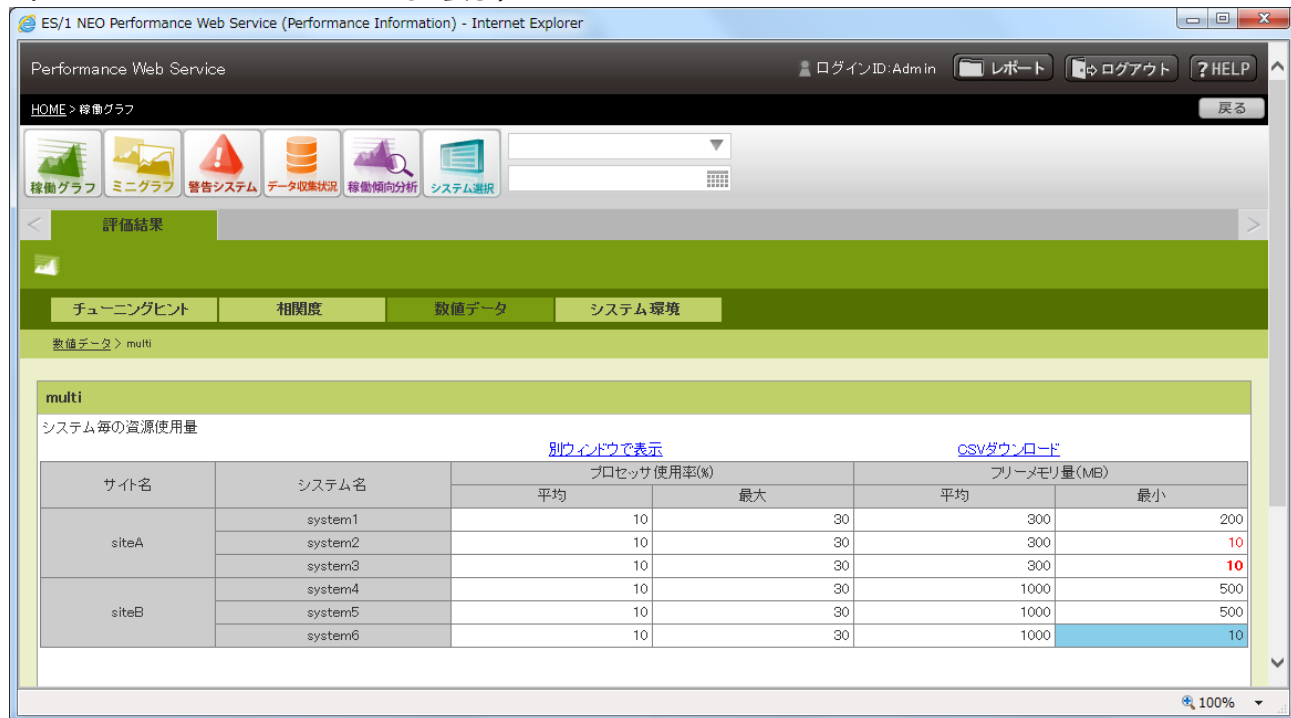 ES/1 NEO Performance Web Service (Performance Information) - Internet Explorer
Performance Web Service
ログインID:Admin レポート ログアウト ?HELP
HOME > 稼働グラフ 戻る
稼働グラフ ミニグラフ 警告システム データ収集状況 稼働傾向分析 システム選択
< 評価結果 >
チューニングヒント 相関度 数値データ システム環境
数値データ > multi
multi
システム毎の資源使用量
別ウィンドウで表示 CSVダウンロード
サイト名 システム名 プロセッサ使用率(%) フリーメモリ量(MB)
平均 最大 平均 最小
system1 10 30 300 200
siteA system2 10 30 300 10
system3 10 30 300 10
system4 10 30 1000 500
siteB system5 10 30 1000 500
system6 10 30 1000 10
100%